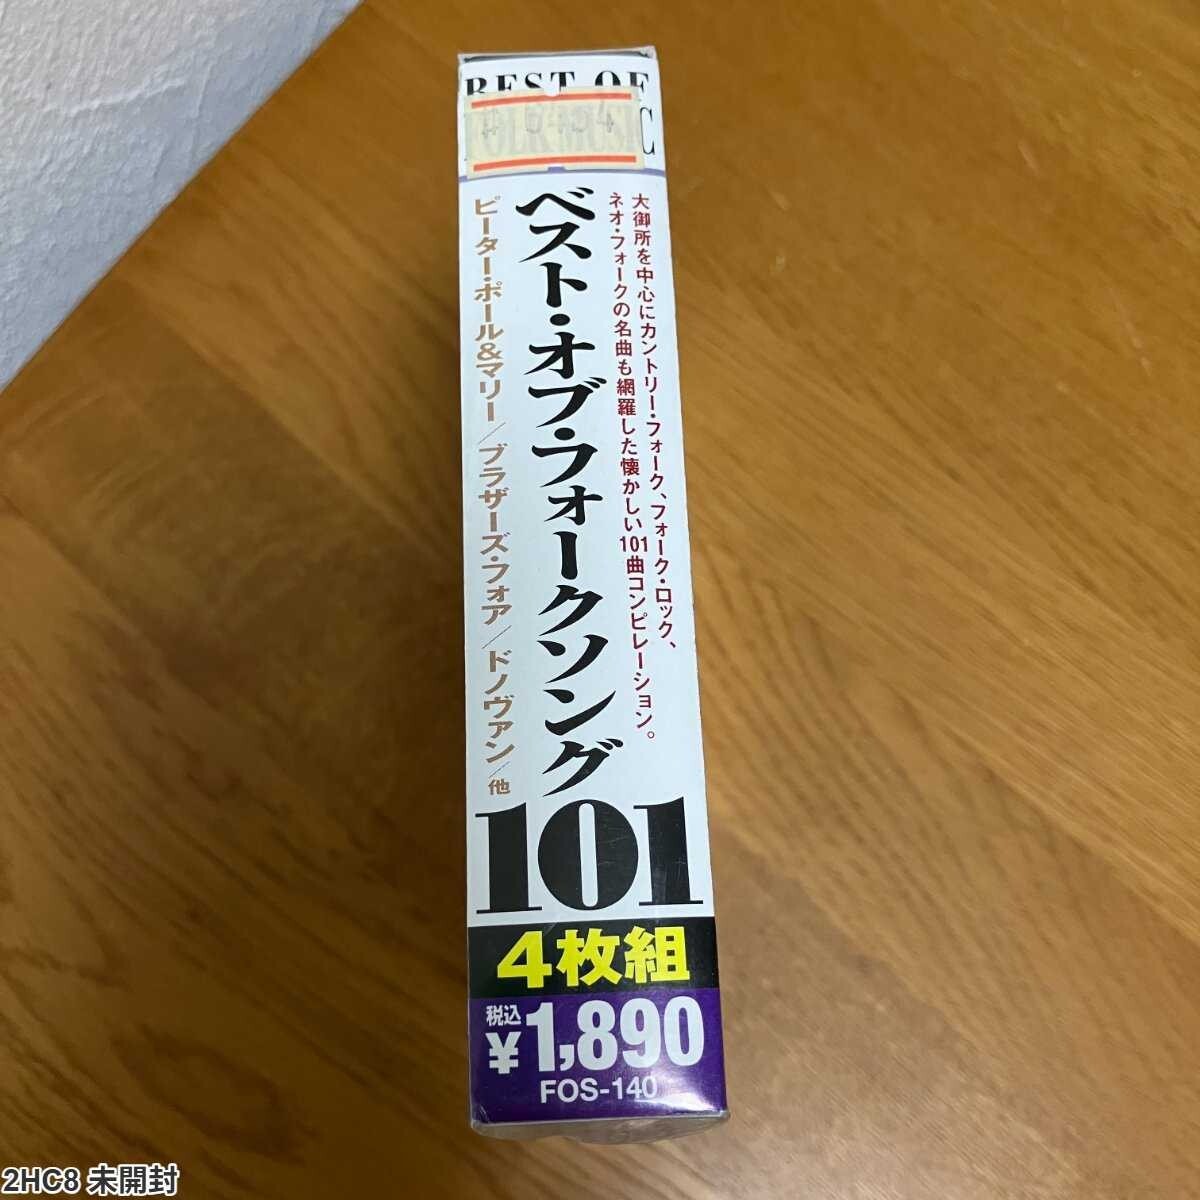 BEST OF
FOLK MUSIC
大御所を中心にカントリー・フォーク、フォーク・ロック、
ネオ・フォークの名曲も網羅した懐かしい101曲コンピレーション。
ベスト・オブ・フォークソング
101
ピーター・ポール&マリー/ブラザーズ・フォア/ドノヴァン/他
4枚組
税込
¥1,890
FOS-140
2HC8 未開封